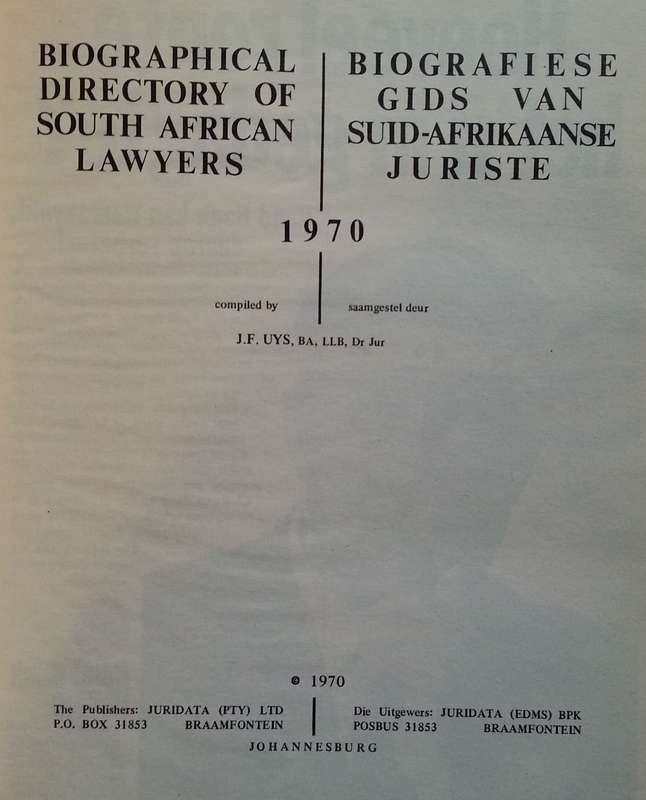 BIOGRAPHICAL
DIRECTORY OF
SOUTH AFRICAN
LAWYERS
BIOGRAFIESE
GIDS VAN
SUID-AFRIKAANSE
JURISTE
1970
compiled by
saamgestel deur
J.F. UYS, BA, LLB, Dr Jur
© 1970
The Publishers: JURIDATA (PTY) LTD
P.O. BOX 31853 BRAAMFONTEIN
Die Uitgewers: JURIDATA (EDMS) BPK
POSBUS 31853 BRAAMFONTEIN
JOHANNESBURG